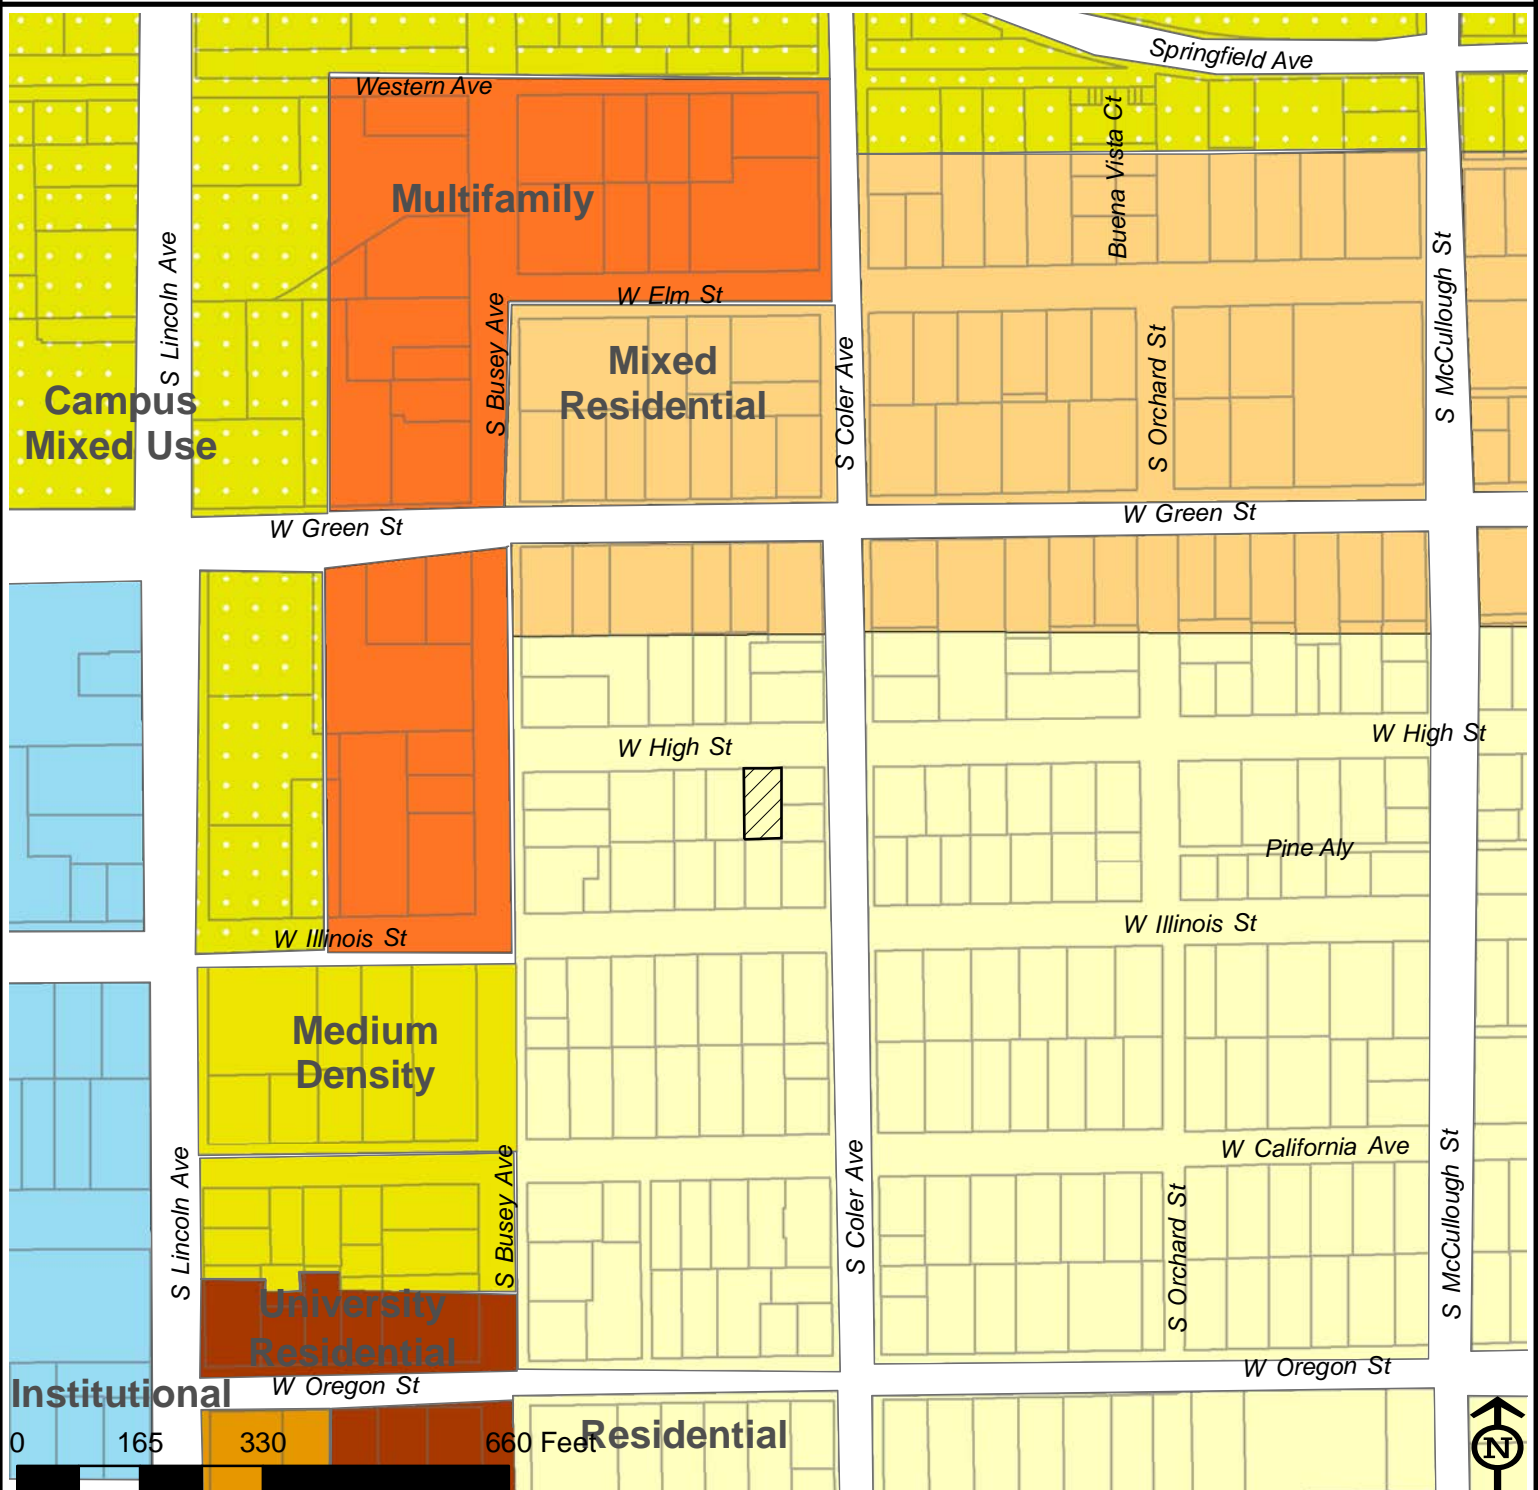 Springfield Ave
Western Ave
Buena Vista Ct
Multifamily
S Lincoln Ave
S McCullough St
W Elm St
S Busey Ave
S Coler Ave
S Orchard St
Mixed
Residential
Campus
Mixed Use
W Green St
W Green St
W High St
W High St
Pine Aly
W Illinois St
W Illinois St
Medium
Density
S Lincoln Ave
S Busey Ave
S Coler Ave
W California Ave
S Orchard St
S McCullough St
University
Residential
W Oregon St
W Oregon St
Institutional
0 165 330 660 Feet
Residential
N